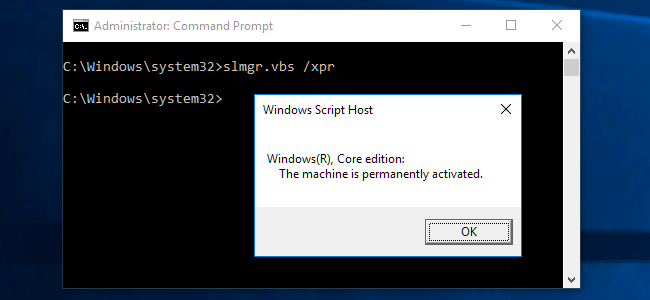 Administrator: Command Prompt
C:\Windows\system32>slmgr.vbs /xpr
C:\Windows\system32>
Windows Script Host
Windows(R), Core edition:
The machine is permanently activated.
OK